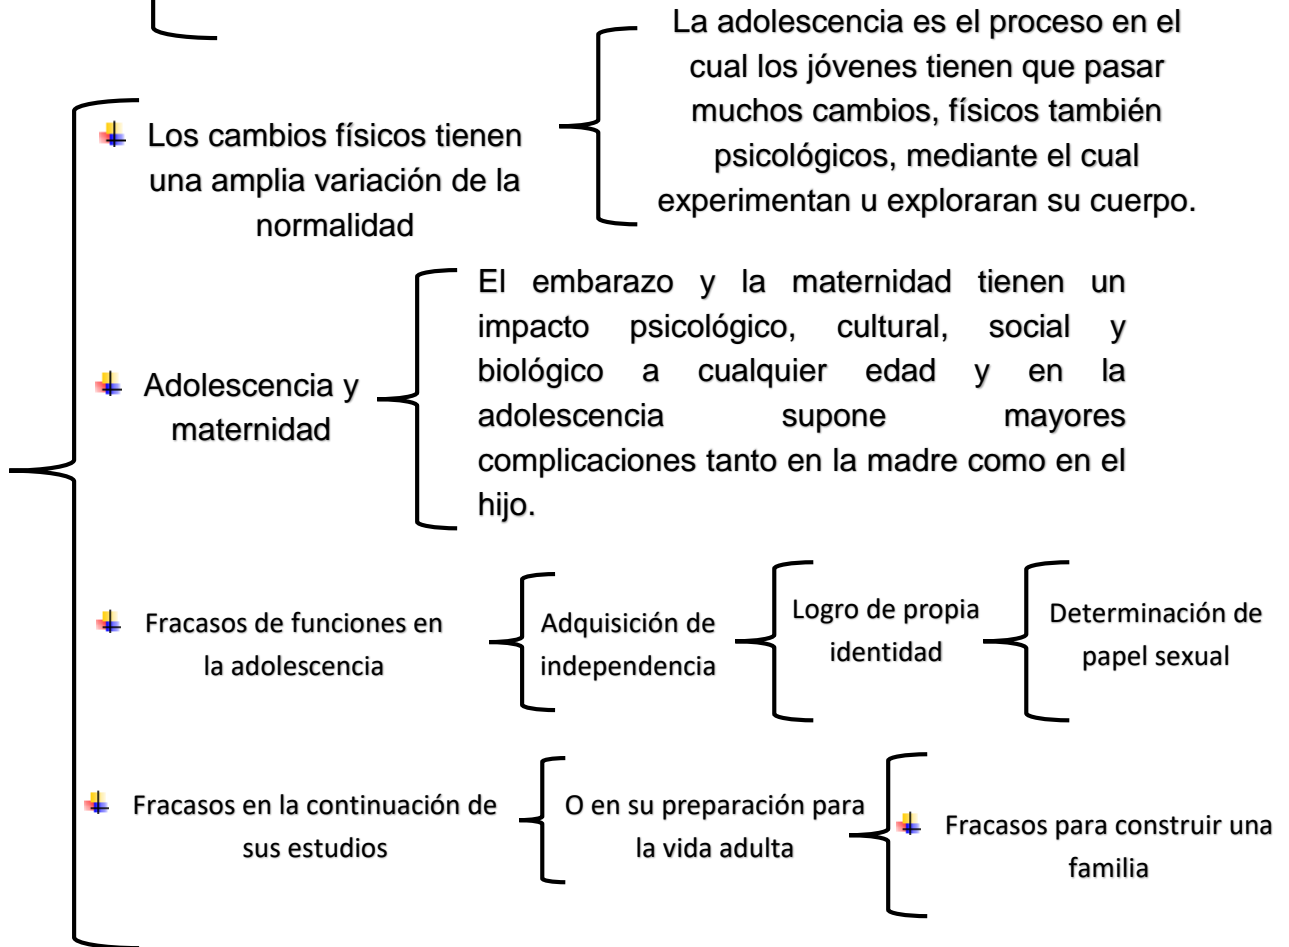 La adolescencia es el proceso en el
cual los jóvenes tienen que pasar
muchos cambios, físicos también
psicológicos, mediante el cual
experimentan u exploraran su cuerpo.
Los cambios físicos tienen
una amplia variación de la
normalidad
El embarazo y la maternidad tienen un
impacto psicológico, cultural, social y
biológico a cualquier edad y en la
adolescencia supone mayores
complicaciones tanto en la madre como en el
hijo.
Adolescencia y
maternidad
Fracasos de funciones en
la adolescencia
Adquisición de
independencia
Logro de propia
identidad
Determinación de
papel sexual
Fracasos en la continuación de
sus estudios
O en su preparación para
la vida adulta
Fracasos para construir una
familia